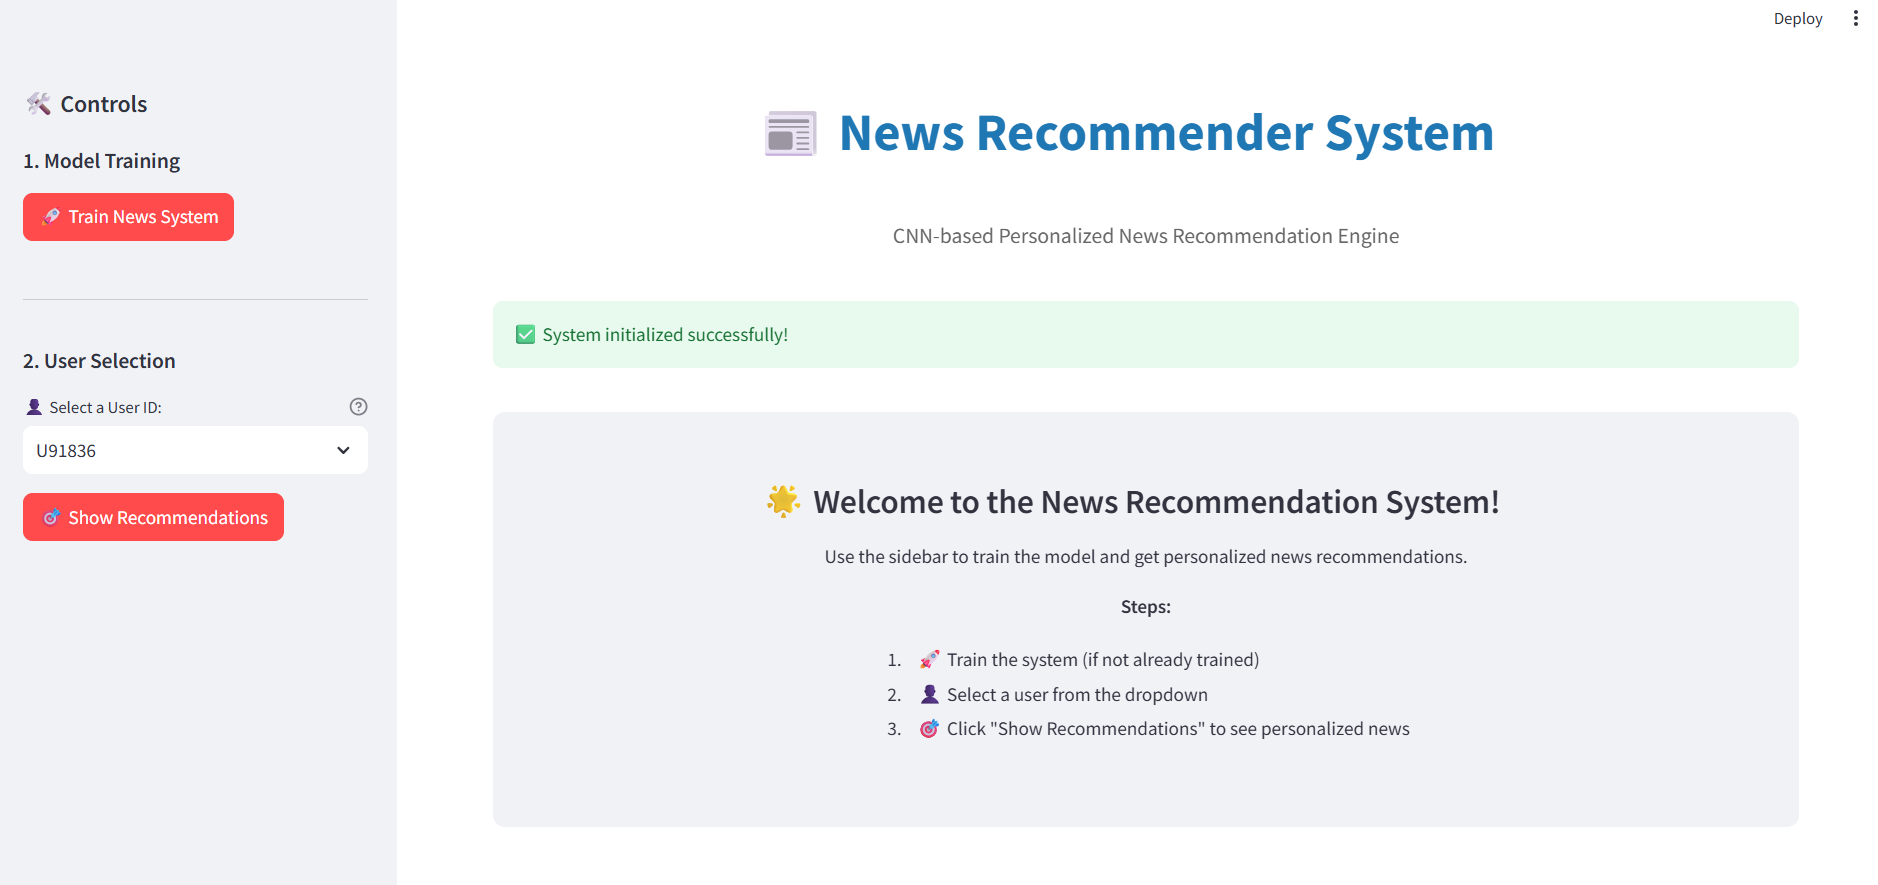 Deploy
🛠️ Controls
1. Model Training
🚀 Train News System
2. User Selection
👤 Select a User ID:
U91836
🎯 Show Recommendations
📰 News Recommender System
CNN-based Personalized News Recommendation Engine
✅ System initialized successfully!
🌟 Welcome to the News Recommendation System!
Use the sidebar to train the model and get personalized news recommendations.
Steps:
1. 🚀 Train the system (if not already trained)
2. 👤 Select a user from the dropdown
3. 🎯 Click "Show Recommendations" to see personalized news